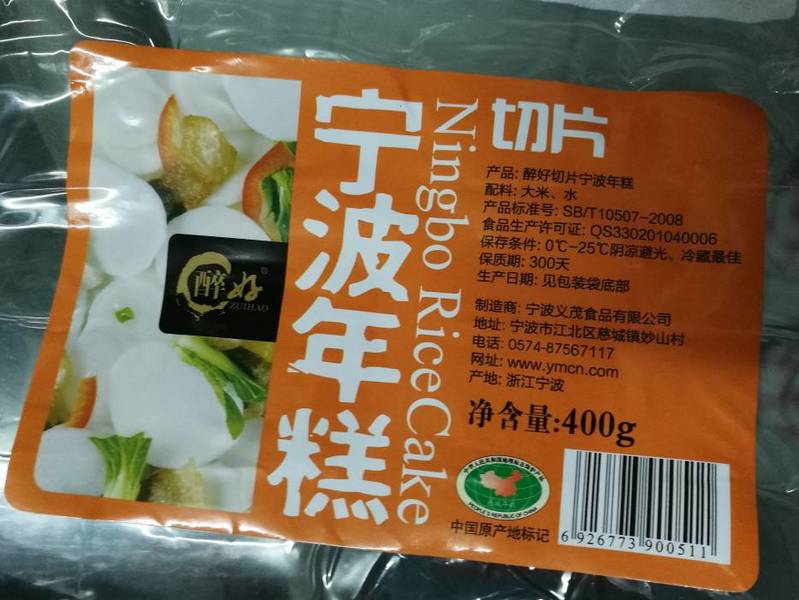 切片
宁波年糕
Ningbo Rice Cake
醉好®
ZUIHAO
产品: 醉好切片宁波年糕
配料: 大米、水
产品标准号: SB/T10507-2008
食品生产许可证: QS330201040006
保存条件: 0℃-25℃阴凉避光、冷藏最佳
保质期: 300天
生产日期: 见包装袋底部
制造商: 宁波义茂食品有限公司
地址: 宁波市江北区慈城镇妙山村
电话: 0574-87567117
网址: www.ymcn.com
产地: 浙江宁波
净含量:400g
PEOPLE'S REPUBLIC OF CHINA
中国原产地标记
6 926773 900511